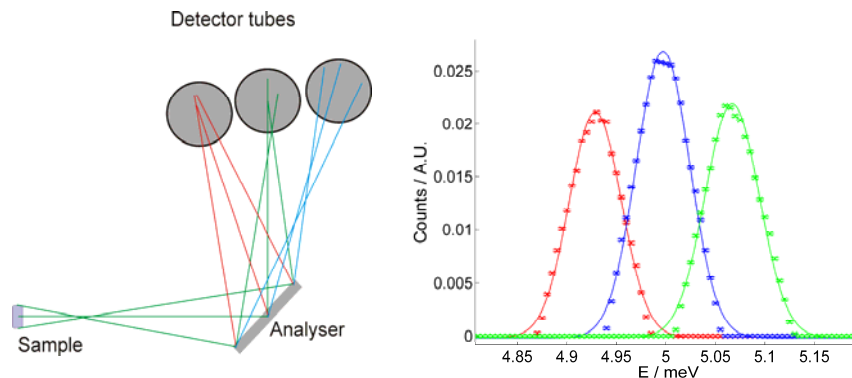 Detector tubes
Analyser
Sample
Counts / A.U.
0.025
0.02
0.015
0.01
0.005
0
4.85
4.9
4.95
5
5.05
5.1
5.15
E / meV